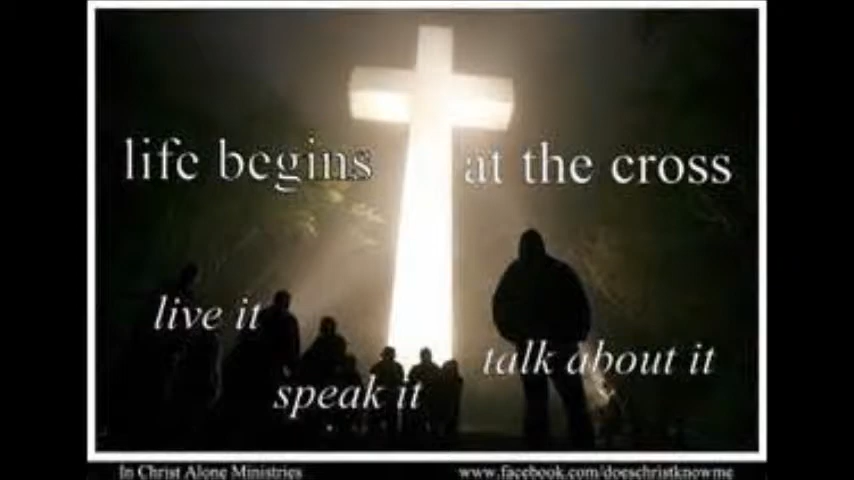 life begins at the cross
live it
speak it
talk about it
In Christ Alone Ministries
www.facebook.com/doeschristknowme